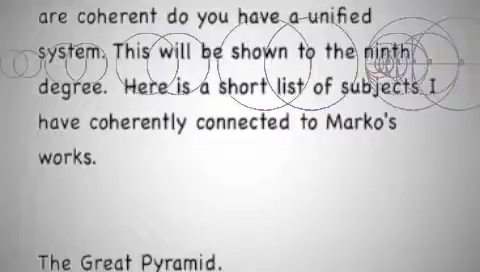 are coherent do you have a unified
system. This will be shown to the ninth
degree.  Here is a short list of subjects I
have coherently connected to Marko's
works.
The Great Pyramid.